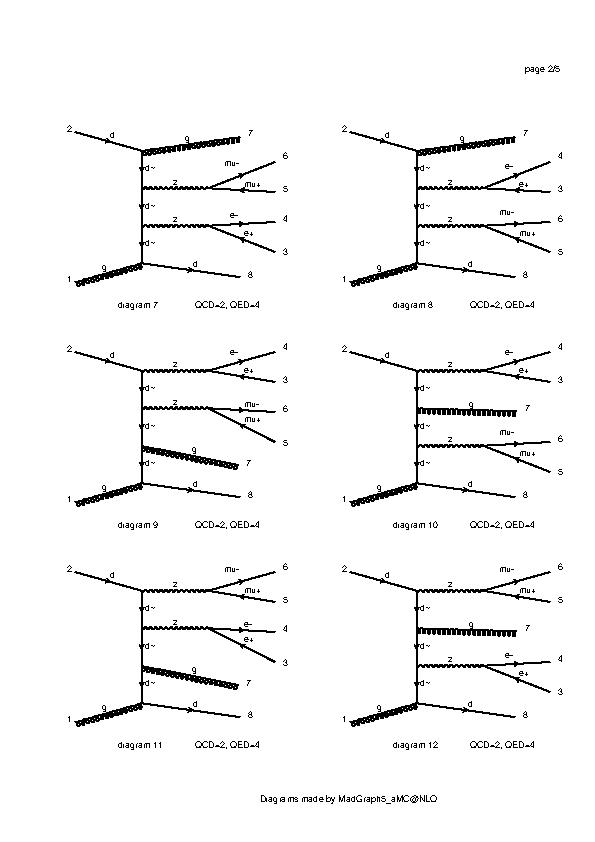 page 2/5
2 d g 7
mu- 6
d~
z mu+ 5
d~ e- 4
z e+
d~ 3
g
1 d 8
diagram 7 QCD=2, QED=4
2 d g 7
e- 4
d~
z e+ 3
d~ mu- 6
z mu+
d~ 5
g
1 d 8
diagram 8 QCD=2, QED=4
2 d z e- 4
e+ 3
d~
z mu- 6
d~ mu+ 5
g 7
d~
g
1 d 8
diagram 9 QCD=2, QED=4
2 d z e- 4
e+ 3
d~
g 7
d~ mu- 6
z mu+
d~ 5
g
1 d 8
diagram 10 QCD=2, QED=4
2 d z mu- 6
mu+ 5
d~
z e- 4
d~ e+ 3
g 7
d~
g
1 d 8
diagram 11 QCD=2, QED=4
2 d z mu- 6
mu+ 5
d~
g 7
d~ e- 4
z e+
d~ 3
g
1 d 8
diagram 12 QCD=2, QED=4
Diagrams made by MadGraph5_aMC@NLO